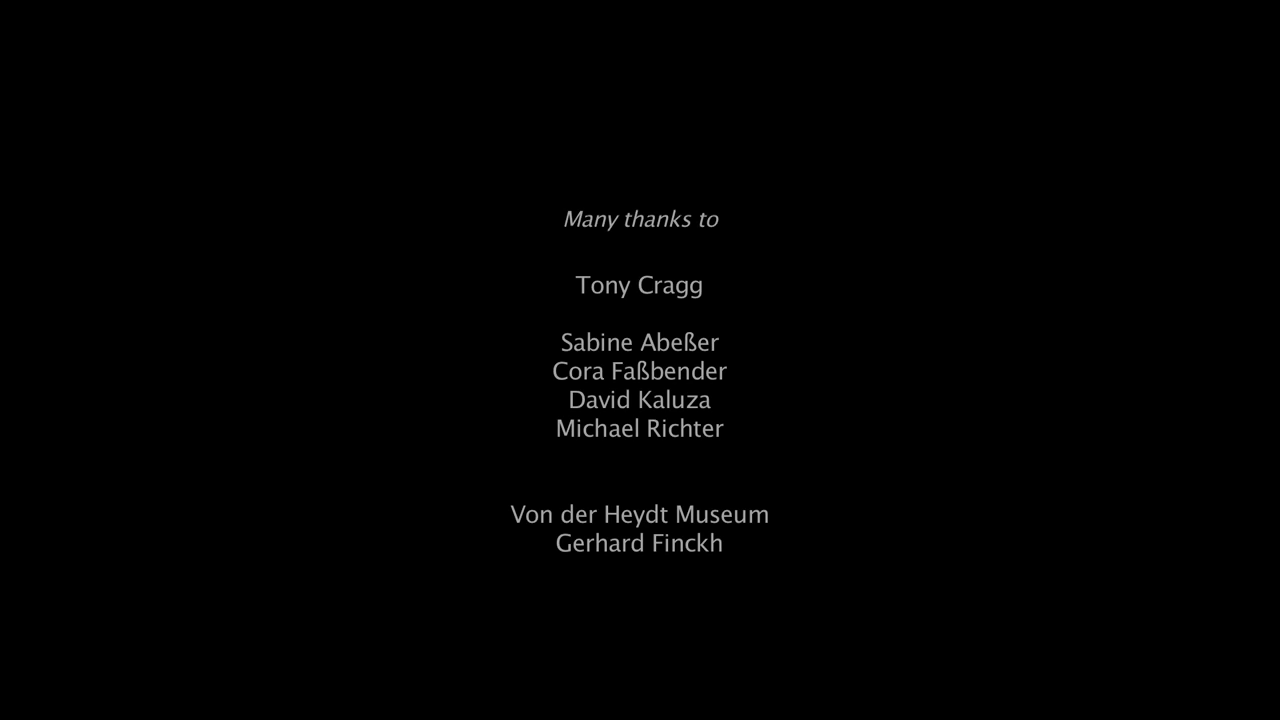 Many thanks to
Tony Cragg
Sabine Abeßer
Cora Faßbender
David Kaluza
Michael Richter
Von der Heydt Museum
Gerhard Finckh